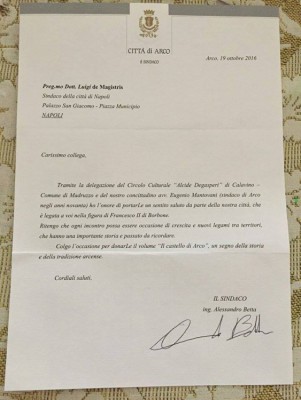 CITTÀ di ARCO
IL SINDACO
Arco, 19 ottobre 2016
Preg.mo Dott. Luigi de Magistris
Sindaco della città di Napoli
Palazzo San Giacomo - Piazza Municipio
NAPOLI
Carissimo collega,
Tramite la delegazione del Circolo Culturale "Alcide Degasperi" di Calavino –
Comune di Madruzzo e del nostro concittadino avv. Eugenio Mantovani (sindaco di Arco
negli anni novanta) ho l'onore di porgerLe un sentito saluto da parte della nostra città, che
è legata a voi nella figura di Francesco II di Borbone.
Ritengo che ogni incontro possa essere occasione di crescita e nuovi legami tra territori,
che hanno una importante storia e passato da ricordare.
Colgo l'occasione per donarLe il volume "Il castello di Arco", un segno della storia
e della tradizione arcense.
Cordiali saluti.
IL SINDACO
ing. Alessandro Betta